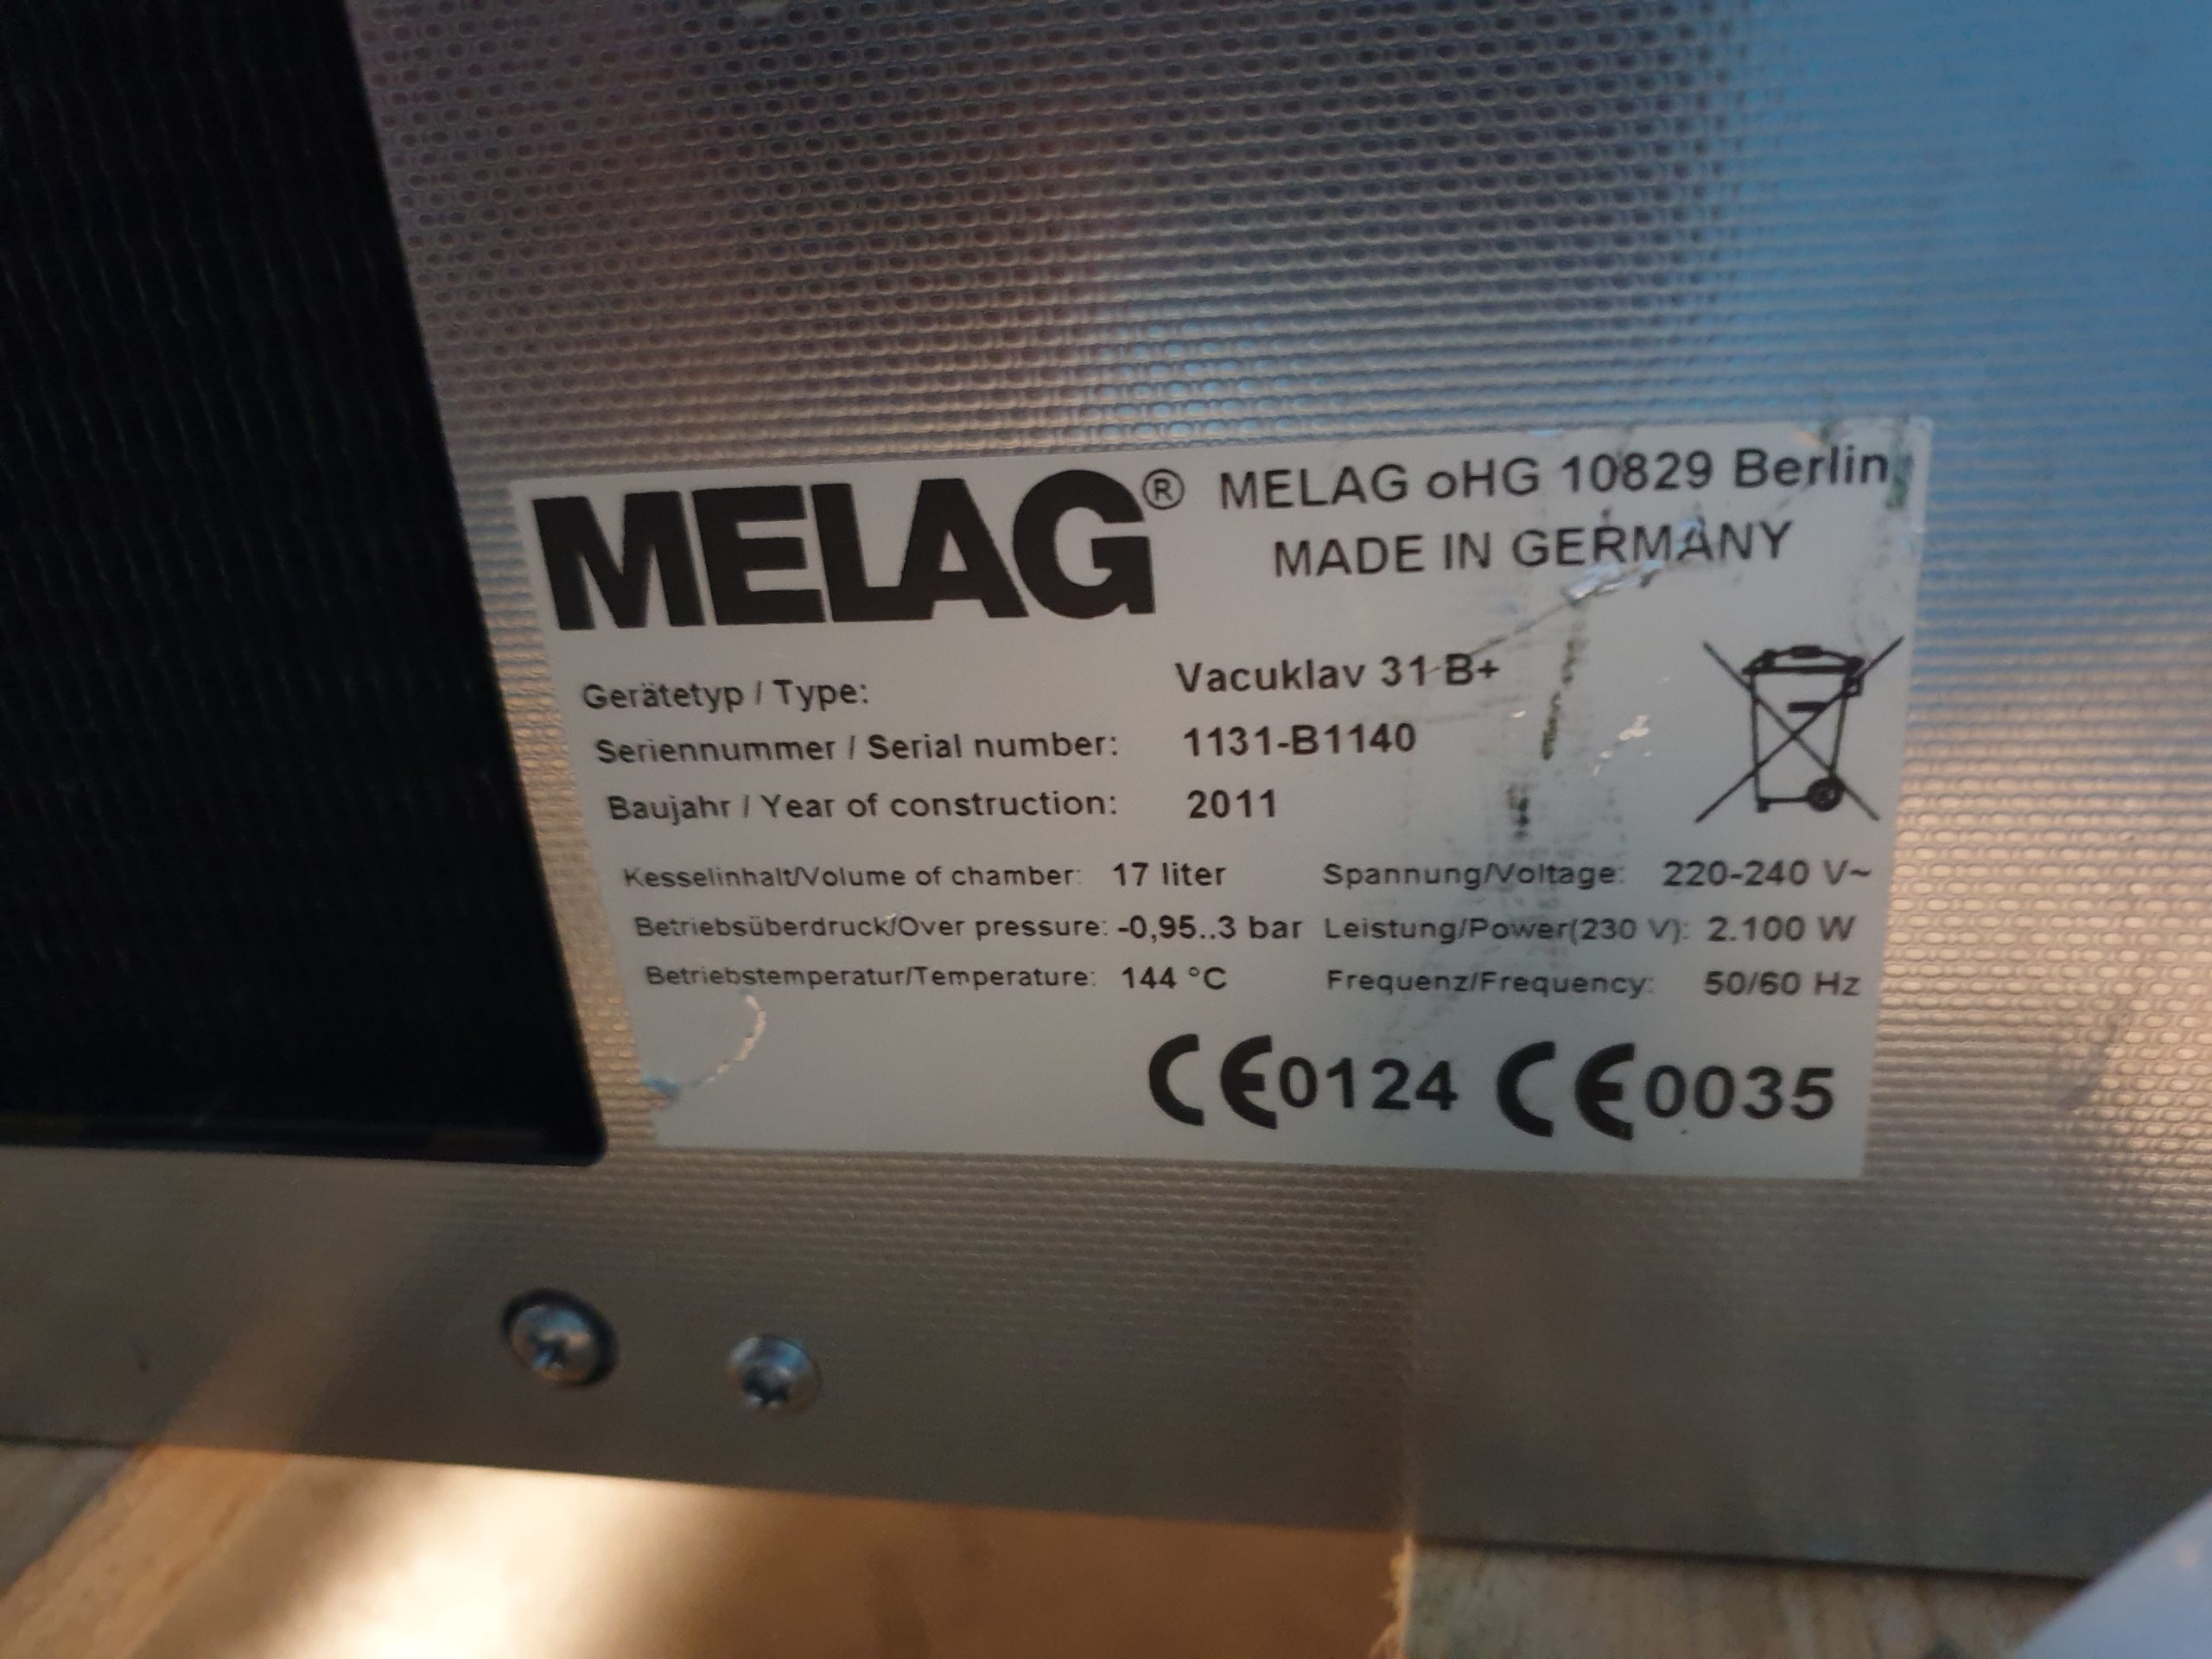 MELAG® MELAG oHG 10829 Berlin
MADE IN GERMANY
Gerätetyp / Type: Vacuklav 31 B+
Seriennummer / Serial number: 1131-B1140
Baujahr / Year of construction: 2011
Kesselinhalt/Volume of chamber: 17 liter Spannung/Voltage: 220-240 V~
Betriebsüberdruck/Over pressure: -0,95..3 bar Leistung/Power(230 V): 2.100 W
Betriebstemperatur/Temperature: 144 °C Frequenz/Frequency: 50/60 Hz
CE0124 CE0035